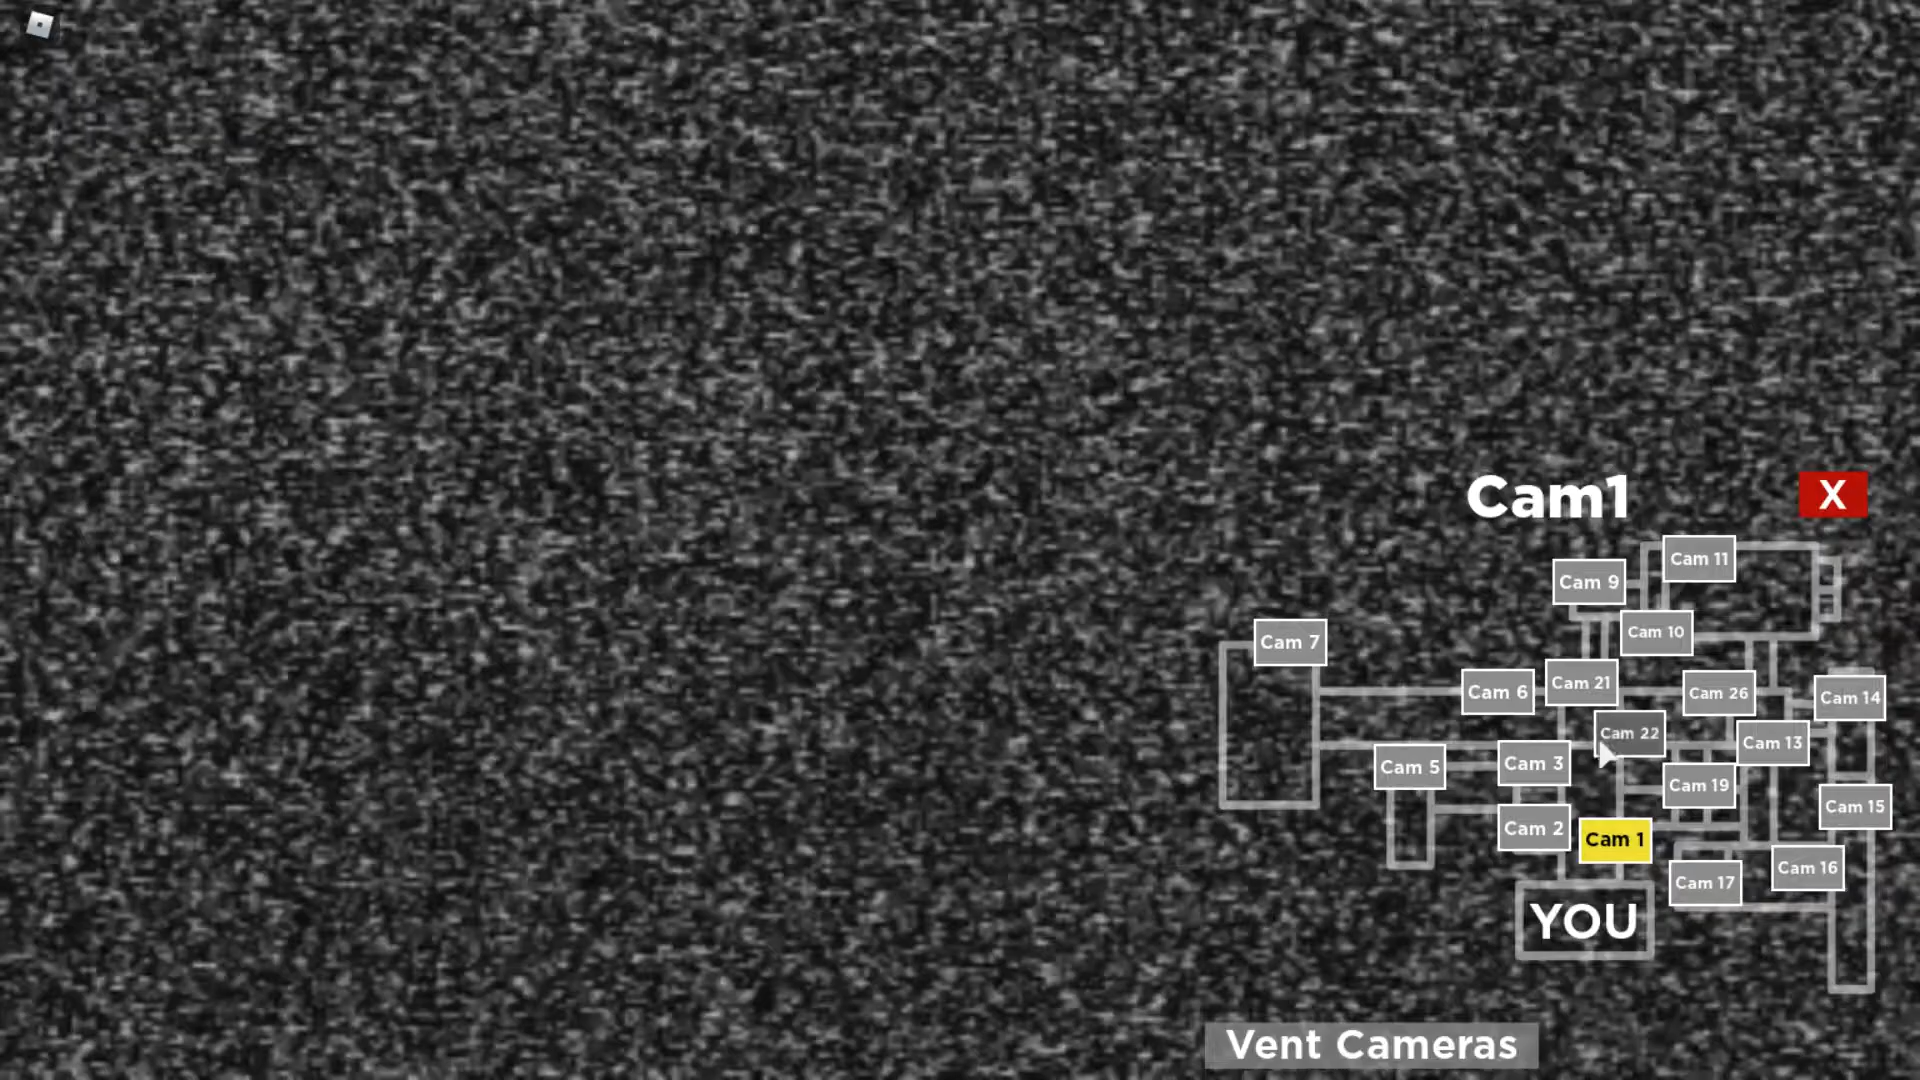 Cam1
X
Cam 11
Cam 9
Cam 10
Cam 7
Cam 21
Cam 6
Cam 26
Cam 14
Cam 22
Cam 13
Cam 3
Cam 5
Cam 19
Cam 15
Cam 2
Cam 1
Cam 16
Cam 17
YOU
Vent Cameras